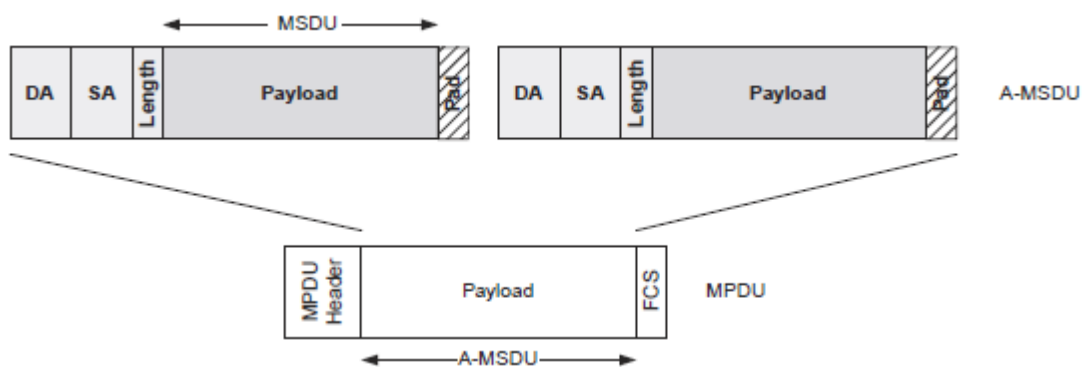 MSDU
DA SA Length Payload Pad DA SA Length Payload Pad A-MSDU
MPDU Header Payload FCS MPDU
A-MSDU